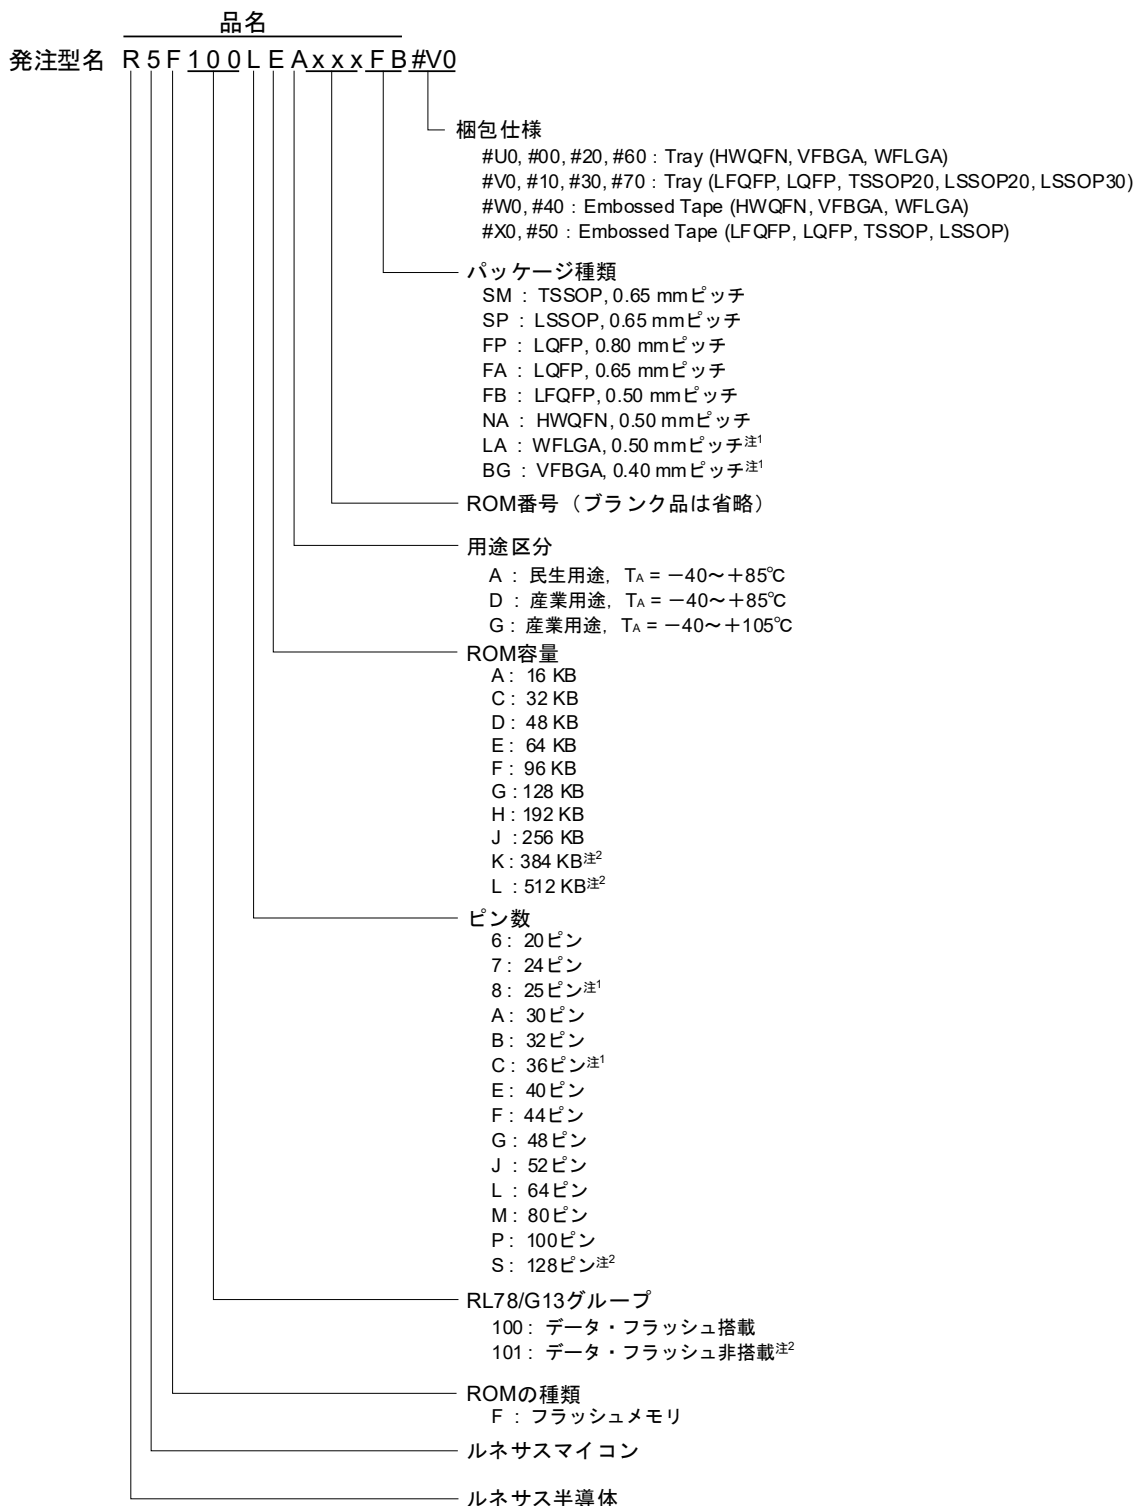 品名
発注型名 R 5 F 1 0 0 L E A x x x F B #V0
梱包仕様
#U0, #00, #20, #60 : Tray (HWQFN, VFBGA, WFLGA)
#V0, #10, #30, #70 : Tray (LFQFP, LQFP, TSSOP20, LSSOP20, LSSOP30)
#W0, #40 : Embossed Tape (HWQFN, VFBGA, WFLGA)
#X0, #50 : Embossed Tape (LFQFP, LQFP, TSSOP, LSSOP)
パッケージ種類
SM : TSSOP, 0.65 mmピッチ
SP : LSSOP, 0.65 mmピッチ
FP : LQFP, 0.80 mmピッチ
FA : LQFP, 0.65 mmピッチ
FB : LFQFP, 0.50 mmピッチ
NA : HWQFN, 0.50 mmピッチ
LA : WFLGA, 0.50 mmピッチ注1
BG : VFBGA, 0.40 mmピッチ注1
ROM番号（ブランク品は省略）
用途区分
A : 民生用途, TA = －40～＋85℃
D : 産業用途, TA = －40～＋85℃
G : 産業用途, TA = －40～＋105℃
ROM容量
A : 16 KB
C : 32 KB
D : 48 KB
E : 64 KB
F : 96 KB
G : 128 KB
H : 192 KB
J : 256 KB
K : 384 KB注2
L : 512 KB注2
ピン数
6 : 20ピン
7 : 24ピン
8 : 25ピン注1
A : 30ピン
B : 32ピン
C : 36ピン注1
E : 40ピン
F : 44ピン
G : 48ピン
J : 52ピン
L : 64ピン
M : 80ピン
P : 100ピン
S : 128ピン注2
RL78/G13グループ
100 : データ・フラッシュ搭載
101 : データ・フラッシュ非搭載注2
ROMの種類
F : フラッシュメモリ
ルネサスマイコン
ルネサス半導体